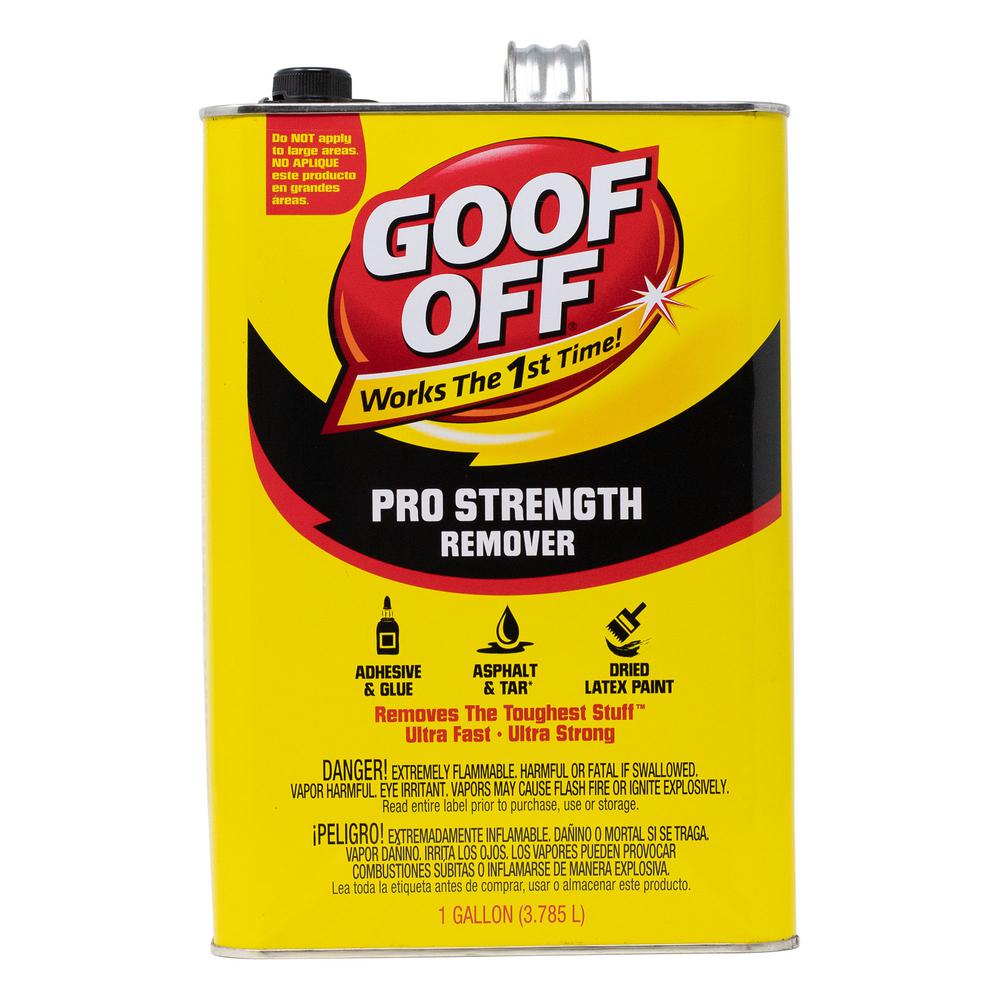 Do NOT apply
to large areas.
NO APLIQUE
este producto
en grandes
áreas.
GOOF
OFF®
Works The 1st Time!
PRO STRENGTH
REMOVER
ADHESIVE
& GLUE
ASPHALT
& TAR*
DRIED
LATEX PAINT
Removes The Toughest Stuff™
Ultra Fast • Ultra Strong
DANGER! EXTREMELY FLAMMABLE. HARMFUL OR FATAL IF SWALLOWED.
VAPOR HARMFUL. EYE IRRITANT. VAPORS MAY CAUSE FLASH FIRE OR IGNITE EXPLOSIVELY.
Read entire label prior to purchase, use or storage.
¡PELIGRO! EXTREMADAMENTE INFLAMABLE. DAÑINO O MORTAL SI SE TRAGA.
VAPOR DAÑINO. IRRITA LOS OJOS. LOS VAPORES PUEDEN PROVOCAR
COMBUSTIONES SÚBITAS O INFLAMARSE DE MANERA EXPLOSIVA.
Lea toda la etiqueta antes de comprar, usar o almacenar este producto.
1 GALLON (3.785 L)